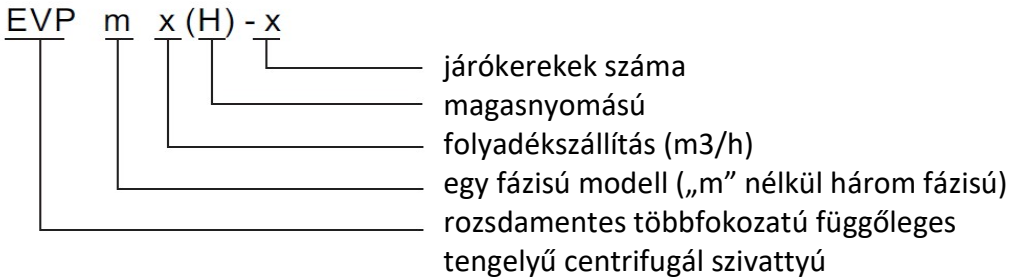 EVP m x (H) - x
járókerekek száma
magasnyomású
folyadékszállítás (m3/h)
egy fázisú modell („m” nélkül három fázisú)
rozsdamentes többfokozatú függőleges
tengelyű centrifugál szivattyú